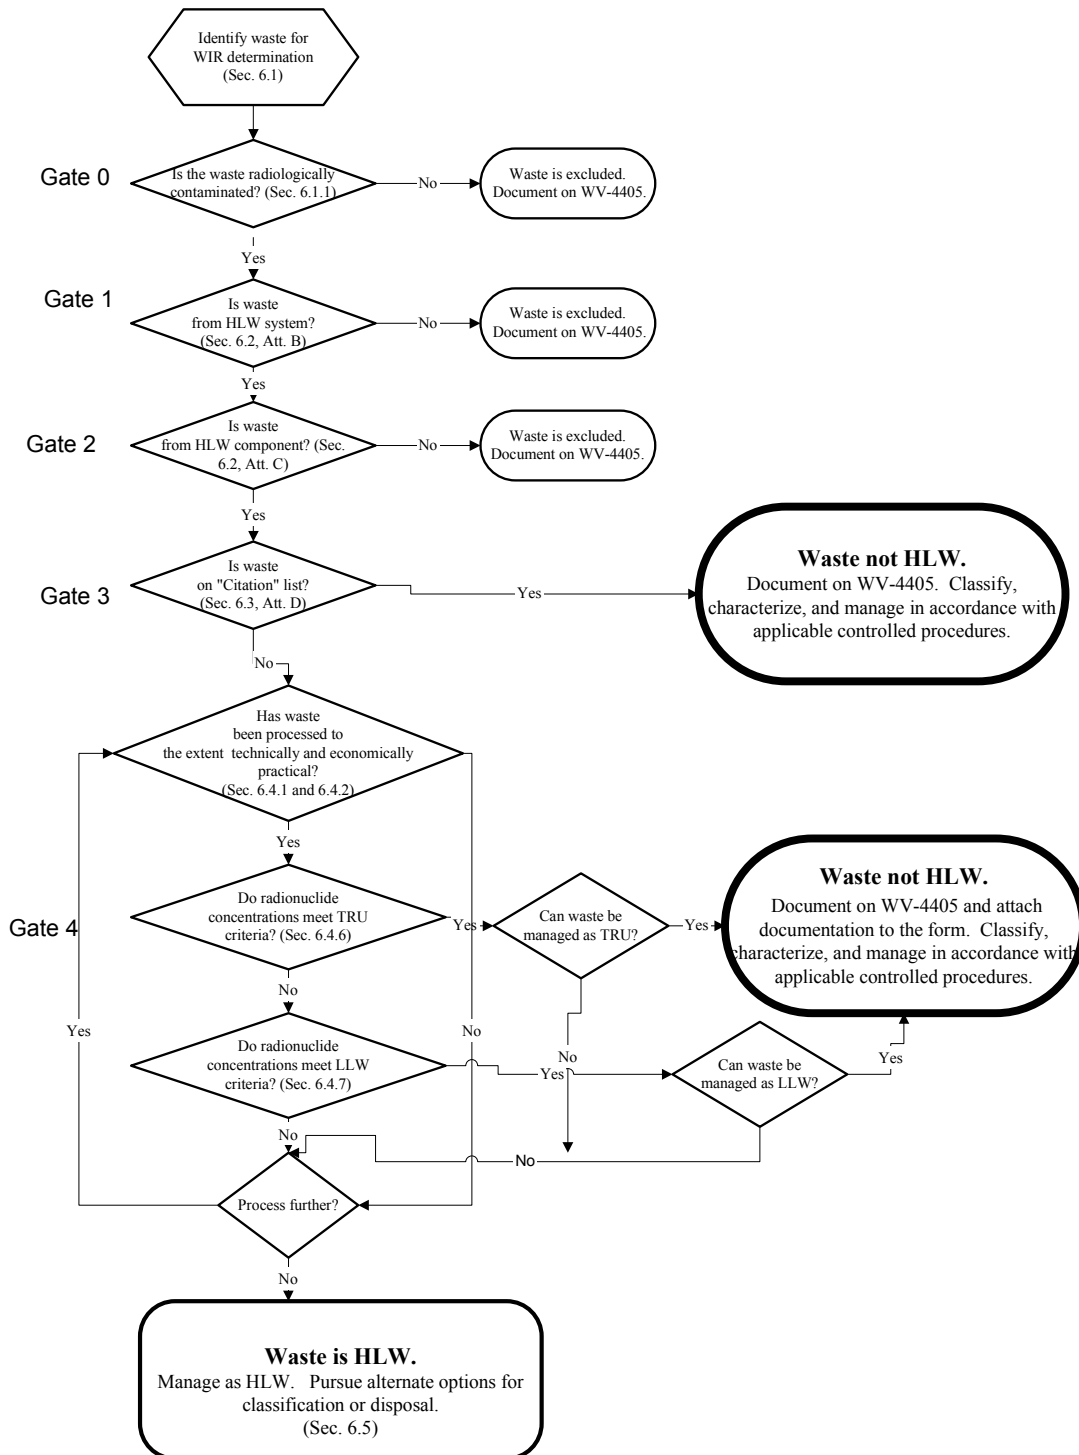 Identify waste for
WIR determination
(Sec. 6.1)
Gate 0
Is the waste radiologically
contaminated? (Sec. 6.1.1)
No
Waste is excluded.
Document on WV-4405.
Yes
Gate 1
Is waste
from HLW system?
(Sec. 6.2, Att. B)
No
Waste is excluded.
Document on WV-4405.
Yes
Gate 2
Is waste
from HLW component? (Sec.
6.2, Att. C)
No
Waste is excluded.
Document on WV-4405.
Yes
Gate 3
Is waste
on "Citation" list?
(Sec. 6.3, Att. D)
Yes
Waste not HLW.
Document on WV-4405. Classify,
characterize, and manage in accordance with
applicable controlled procedures.
No
Has waste
been processed to
the extent technically and economically
practical?
(Sec. 6.4.1 and 6.4.2)
Yes
Gate 4
Do radionuclide
concentrations meet TRU
criteria? (Sec. 6.4.6)
Yes
Can waste be
managed as TRU?
Yes
Waste not HLW.
Document on WV-4405 and attach
documentation to the form. Classify,
characterize, and manage in accordance with
applicable controlled procedures.
No
Yes
No
No
Do radionuclide
concentrations meet LLW
criteria? (Sec. 6.4.7)
Yes
Can waste be
managed as LLW?
Yes
No
No
Process further?
No
Waste is HLW.
Manage as HLW. Pursue alternate options for
classification or disposal.
(Sec. 6.5)